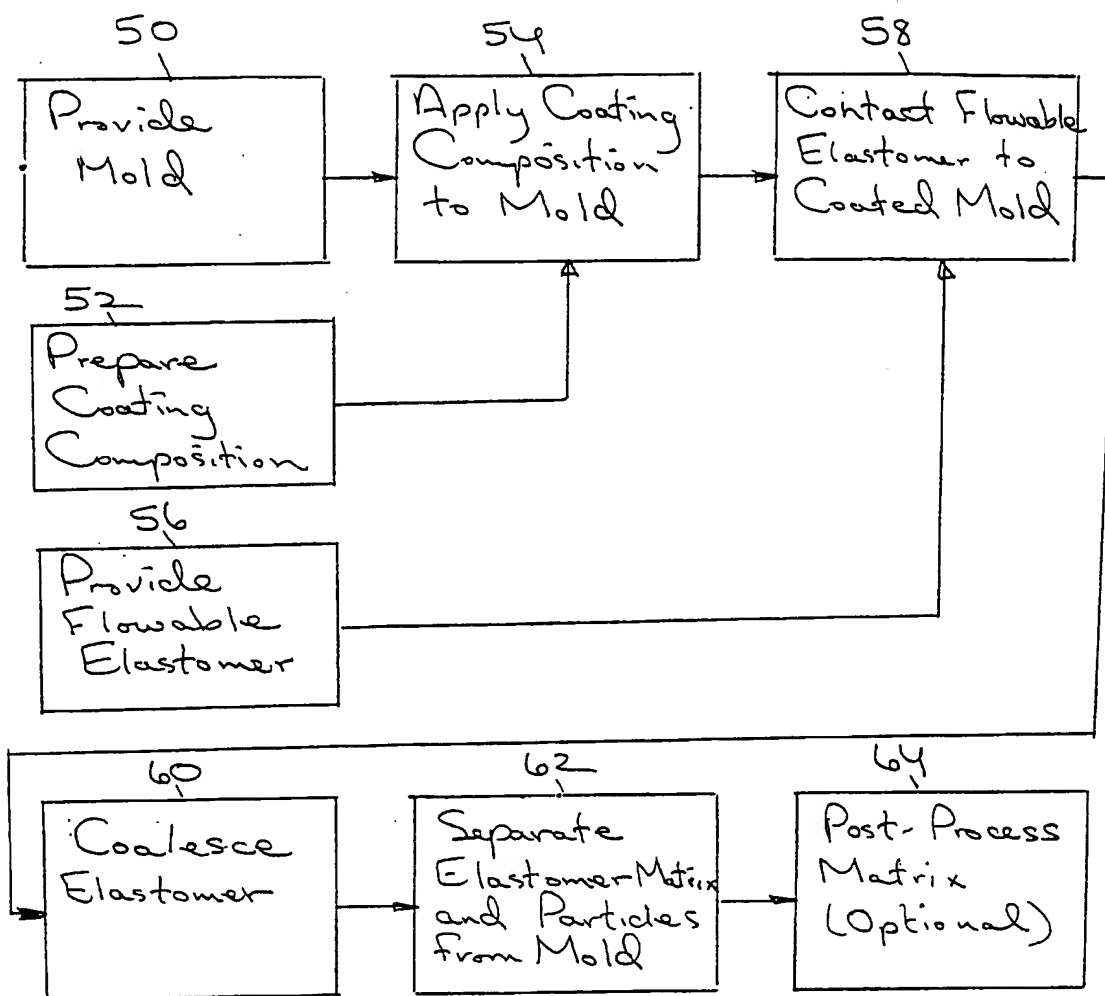 50
Provide
Mold
54
Apply Coating
Composition
to Mold
58
Contact Flowable
Elastomer to
Coated Mold
52
Prepare
Coating
Composition
56
Provide
Flowable
Elastomer
60
Coalesce
Elastomer
62
Separate
Elastomer Matrix
and Particles
from Mold
64
Post-Process
Matrix
(Optional)